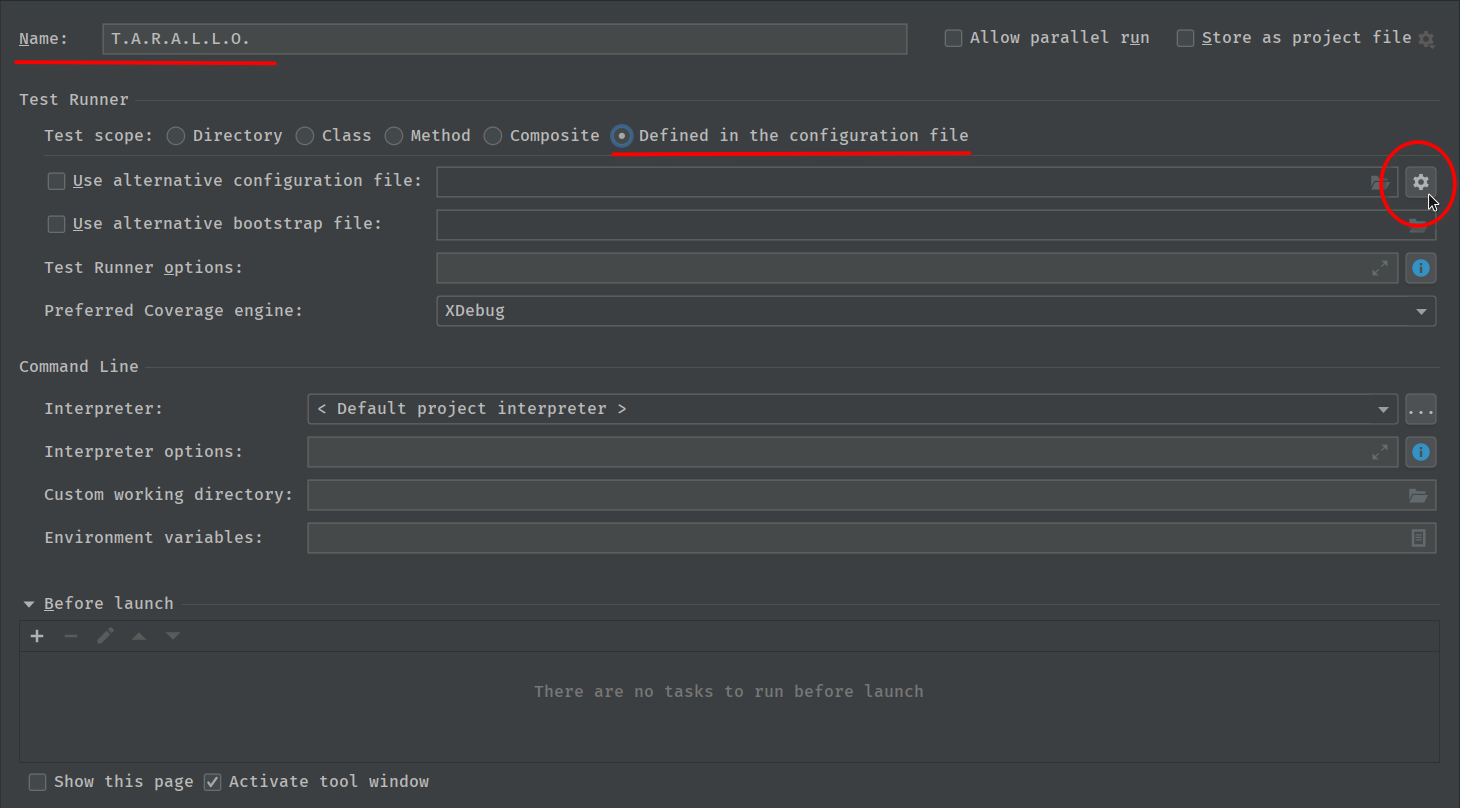 Name: T.A.R.A.L.L.O. Allow parallel run Store as project file
Test Runner
Test scope: Directory Class Method Composite Defined in the configuration file
Use alternative configuration file:
Use alternative bootstrap file:
Test Runner options:
Preferred Coverage engine: XDebug
Command Line
Interpreter: < Default project interpreter > ...
Interpreter options:
Custom working directory:
Environment variables:
Before launch
There are no tasks to run before launch
Show this page Activate tool window